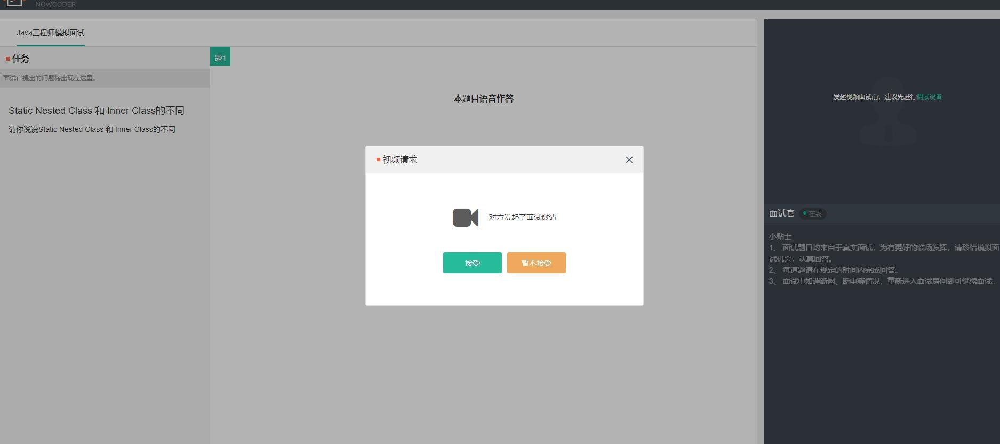 NOWCODER
Java工程师模拟面试
任务
面试官提出的问题将出现在这里。
Static Nested Class 和 Inner Class的不同
请你说说Static Nested Class 和 Inner Class的不同
题1
本题目语音作答
视频请求
对方发起了面试邀请
接受
暂不接受
发起视频面试前，建议先进行调试设备
面试官
在线
小贴士
1、 面试题目均来自于真实面试，为有更好的临场发挥，请珍惜模拟面
试机会，认真回答。
2、 每道题请在规定的时间内完成回答。
3、 面试中如遇断网、断电等情况，重新进入面试房间即可继续面试。